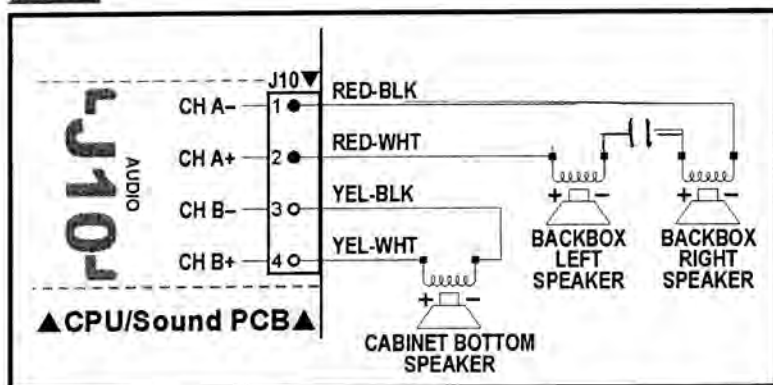 J10▼
CH A– 1 RED-BLK
CH A+ 2 RED-WHT
CH B– 3 YEL-BLK
CH B+ 4 YEL-WHT
J10
AUDIO
+ –
BACKBOX
LEFT
SPEAKER
+ –
BACKBOX
RIGHT
SPEAKER
+ –
CABINET BOTTOM
SPEAKER
▲CPU/Sound PCB▲